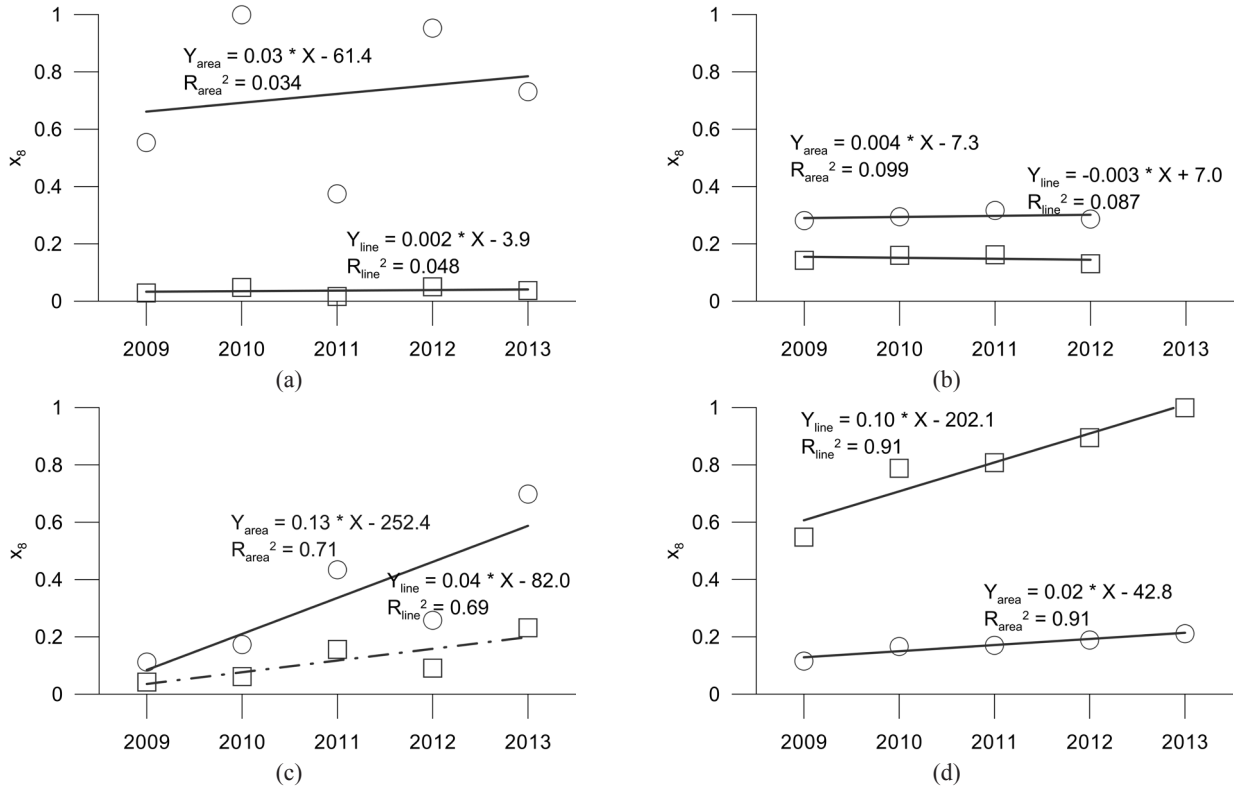 1
0.8
0.6
0.4
0.2
0
x8
Yarea = 0.03 * X - 61.4
Rarea2 = 0.034
Yline = 0.002 * X - 3.9
Rline2 = 0.048
2009 2010 2011 2012 2013
(a)
1
0.8
0.6
0.4
0.2
0
x8
Yarea = 0.004 * X - 7.3
Rarea2 = 0.099
Yline = -0.003 * X + 7.0
Rline2 = 0.087
2009 2010 2011 2012 2013
(b)
1
0.8
0.6
0.4
0.2
0
x8
Yarea = 0.13 * X - 252.4
Rarea2 = 0.71
Yline = 0.04 * X - 82.0
Rline2 = 0.69
2009 2010 2011 2012 2013
(c)
1
0.8
0.6
0.4
0.2
0
x8
Yline = 0.10 * X - 202.1
Rline2 = 0.91
Yarea = 0.02 * X - 42.8
Rarea2 = 0.91
2009 2010 2011 2012 2013
(d)